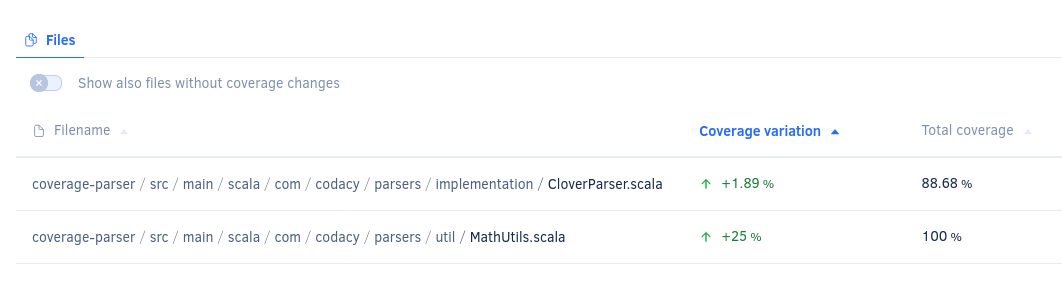 Files
Show also files without coverage changes
Filename Coverage variation Total coverage
coverage-parser / src / main / scala / com / codacy / parsers / implementation / CloverParser.scala +1.89 % 88.68 %
coverage-parser / src / main / scala / com / codacy / parsers / util / MathUtils.scala +25 % 100 %